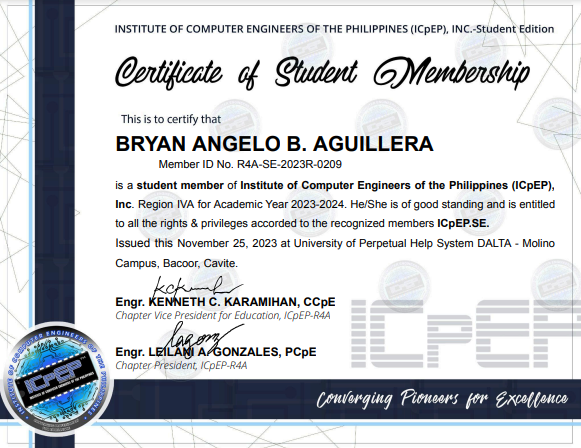 INSTITUTE OF COMPUTER ENGINEERS OF THE PHILIPPINES (ICpEP), INC.-Student Edition
Certificate of Student Membership
This is to certify that
BRYAN ANGELO B. AGUILLERA
Member ID No. R4A-SE-2023R-0209
is a student member of Institute of Computer Engineers of the Philippines (ICpEP),
Inc. Region IVA for Academic Year 2023-2024. He/She is of good standing and is entitled
to all the rights & privileges accorded to the recognized members ICpEP.SE.
Issued this November 25, 2023 at University of Perpetual Help System DALTA - Molino
Campus, Bacoor, Cavite.
Engr. KENNETH C. KARAMIHAN, CCpE
Chapter Vice President for Education, ICpEP-R4A
Engr. LEILANI A. GONZALES, PCpE
Chapter President, ICpEP-R4A
ICpEP
INSTITUTE OF COMPUTER ENGINEERS OF THE PHILIPPINES
ICpEP
Converging Pioneers for Excellence